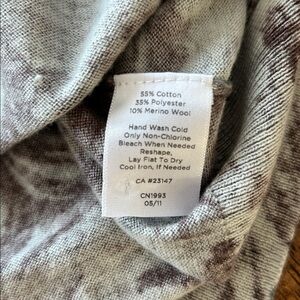 55% Cotton
35% Polyester
10% Merino Wool
Hand Wash Cold
Only Non-Chlorine
Bleach When Needed
Reshape,
Lay Flat To Dry
Cool Iron, If Needed
CA #23147
CN1993
05/11